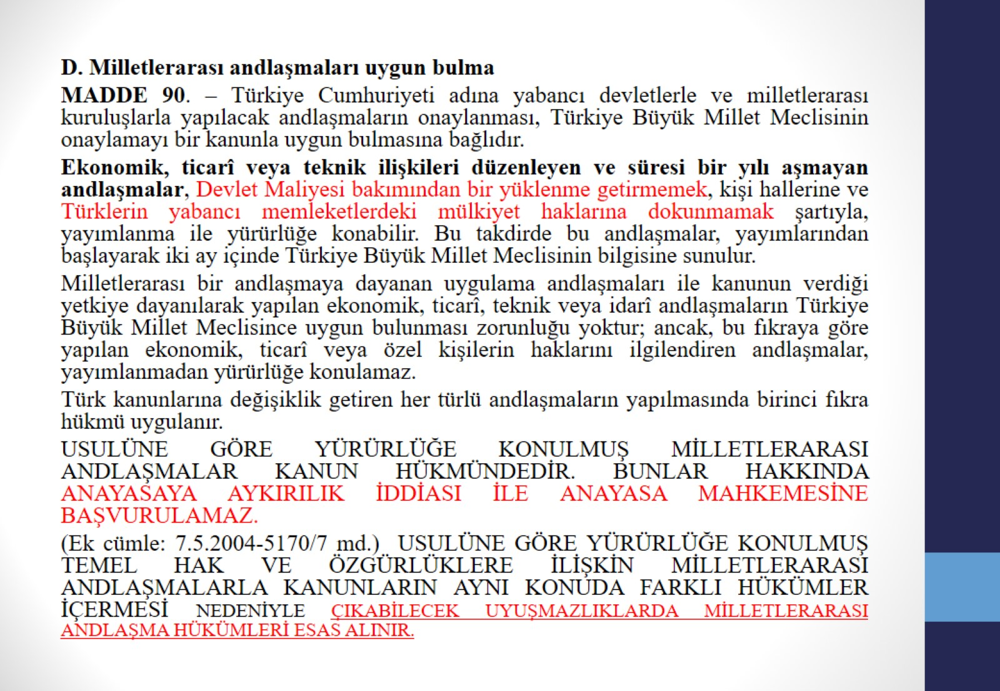 D. Milletlerarası andlaşmaları uygun bulma
MADDE 90. – Türkiye Cumhuriyeti adına yabancı devletlerle ve milletlerarası
kuruluşlarla yapılacak andlaşmaların onaylanması, Türkiye Büyük Millet Meclisinin
onaylamayı bir kanunla uygun bulmasına bağlıdır.
Ekonomik, ticarî veya teknik ilişkileri düzenleyen ve süresi bir yılı aşmayan
andlaşmalar, Devlet Maliyesi bakımından bir yüklenme getirmemek, kişi hallerine ve
Türklerin yabancı memleketlerdeki mülkiyet haklarına dokunmamak şartıyla,
yayımlanma ile yürürlüğe konabilir. Bu takdirde bu andlaşmalar, yayımlarından
başlayarak iki ay içinde Türkiye Büyük Millet Meclisinin bilgisine sunulur.
Milletlerarası bir andlaşmaya dayanan uygulama andlaşmaları ile kanunun verdiği
yetkiye dayanılarak yapılan ekonomik, ticarî, teknik veya idarî andlaşmaların Türkiye
Büyük Millet Meclisince uygun bulunması zorunluğu yoktur; ancak, bu fıkraya göre
yapılan ekonomik, ticarî veya özel kişilerin haklarını ilgilendiren andlaşmalar,
yayımlanmadan yürürlüğe konulamaz.
Türk kanunlarına değişiklik getiren her türlü andlaşmaların yapılmasında birinci fıkra
hükmü uygulanır.
USULÜNE GÖRE YÜRÜRLÜĞE KONULMUŞ MİLLETLERARASI
ANDLAŞMALAR KANUN HÜKMÜNDEDİR. BUNLAR HAKKINDA
ANAYASAYA AYKIRILIK İDDİASI İLE ANAYASA MAHKEMESİNE
BAŞVURULAMAZ.
(Ek cümle: 7.5.2004-5170/7 md.) USULÜNE GÖRE YÜRÜRLÜĞE KONULMUŞ
TEMEL HAK VE ÖZGÜRLÜKLERE İLİŞKİN MİLLETLERARASI
ANDLAŞMALARLA KANUNLARIN AYNI KONUDA FARKLI HÜKÜMLER
İÇERMESİ NEDENİYLE ÇIKABİLECEK UYUŞMAZLIKLARDA MİLLETLERARASI
ANDLAŞMA HÜKÜMLERİ ESAS ALINIR.